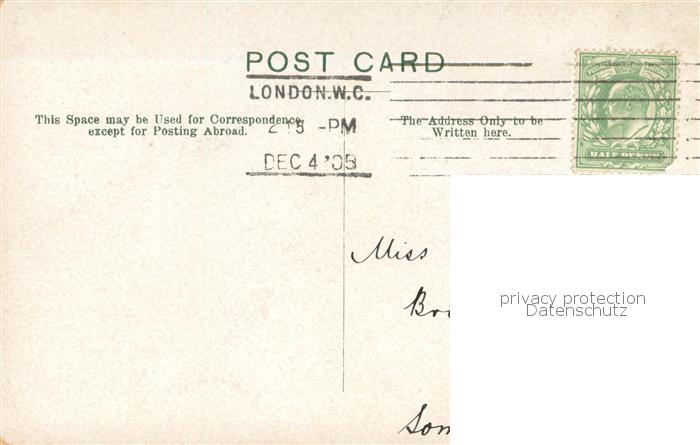 POST CARD
LONDON.W.C.
2 15 -PM
DEC 4 '05
This Space may be Used for Correspondence
except for Posting Abroad.
The Address Only to be
Written here.
HALF PENNY
Miss
privacy protection
Datenschutz